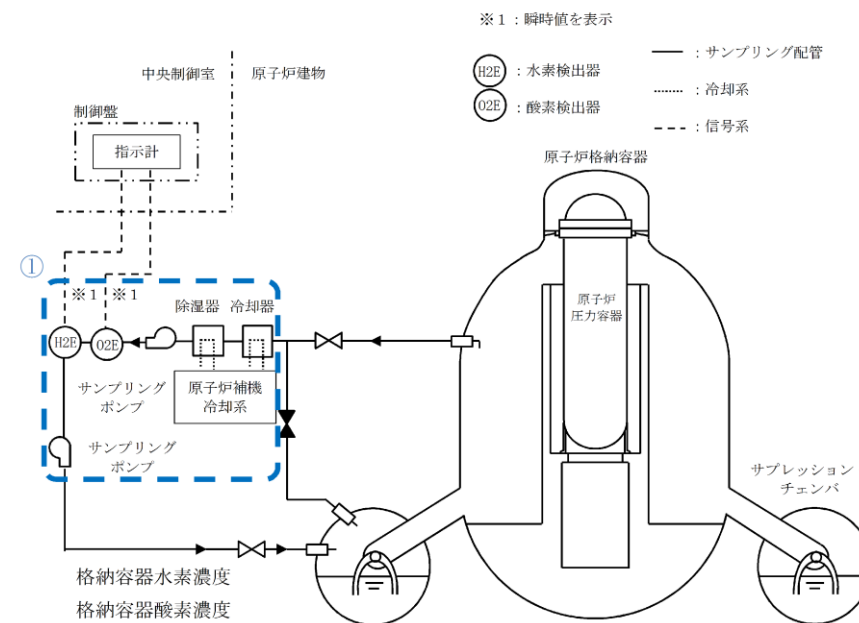 ※1：瞬時値を表示
H2E ：水素検出器
O2E ：酸素検出器
：サンプリング配管
：冷却系
：信号系
中央制御室
原子炉建物
制御盤
指示計
原子炉格納容器
①
※1
※1
除湿器
冷却器
原子炉
圧力容器
H2E
O2E
サンプリング
ポンプ
原子炉補機
冷却系
サンプリング
ポンプ
サプレッション
チェンバ
格納容器水素濃度
格納容器酸素濃度